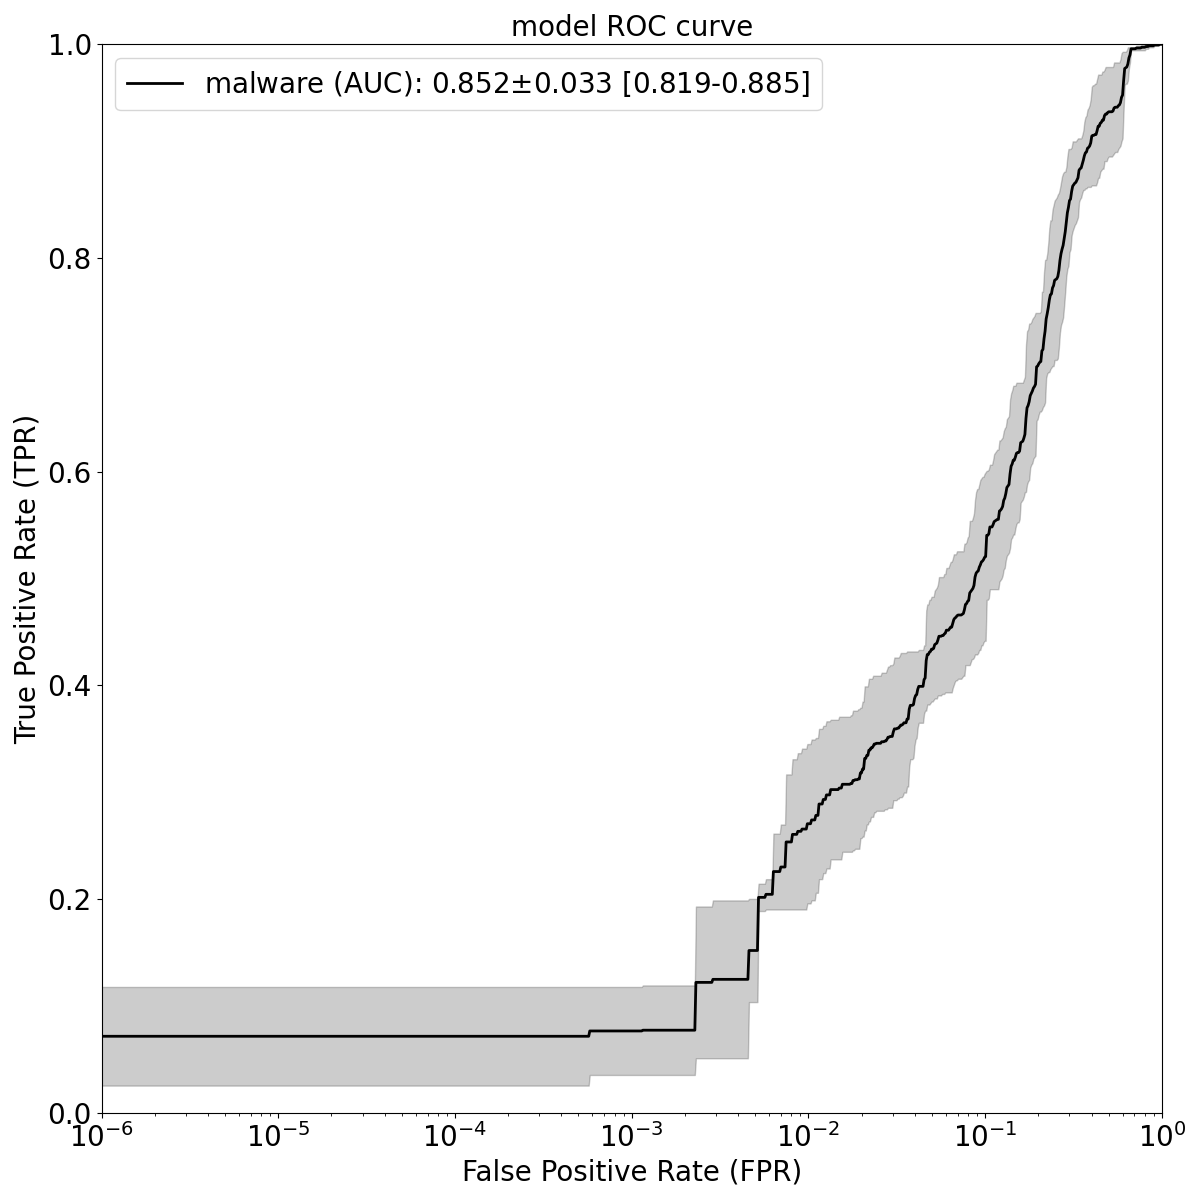 model ROC curve
malware (AUC): 0.852±0.033 [0.819-0.885]
1.0
0.8
0.6
0.4
0.2
0.0
True Positive Rate (TPR)
10⁻⁶ 10⁻⁵ 10⁻⁴ 10⁻³ 10⁻² 10⁻¹ 10⁰
False Positive Rate (FPR)